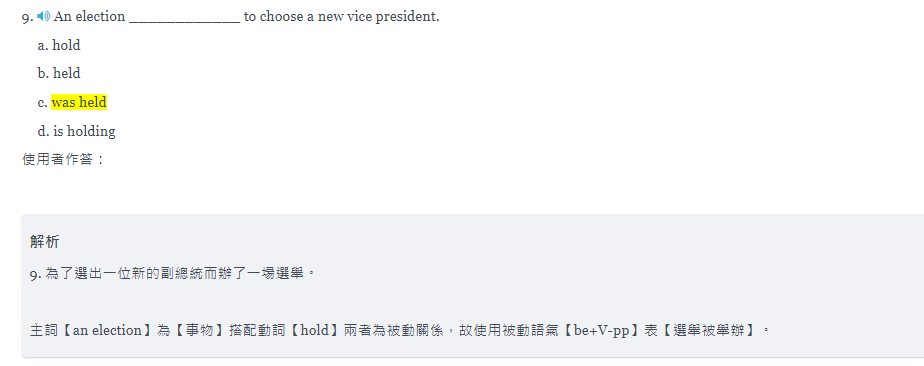 9. An election _____________ to choose a new vice president.
a. hold
b. held
c. was held
d. is holding
使用者作答：
解析
9. 為了選出一位新的副總統而辦了一場選舉。
主詞【an election】為【事物】搭配動詞【hold】兩者為被動關係，故使用被動語氣【be+V-pp】表【選舉被舉辦】。